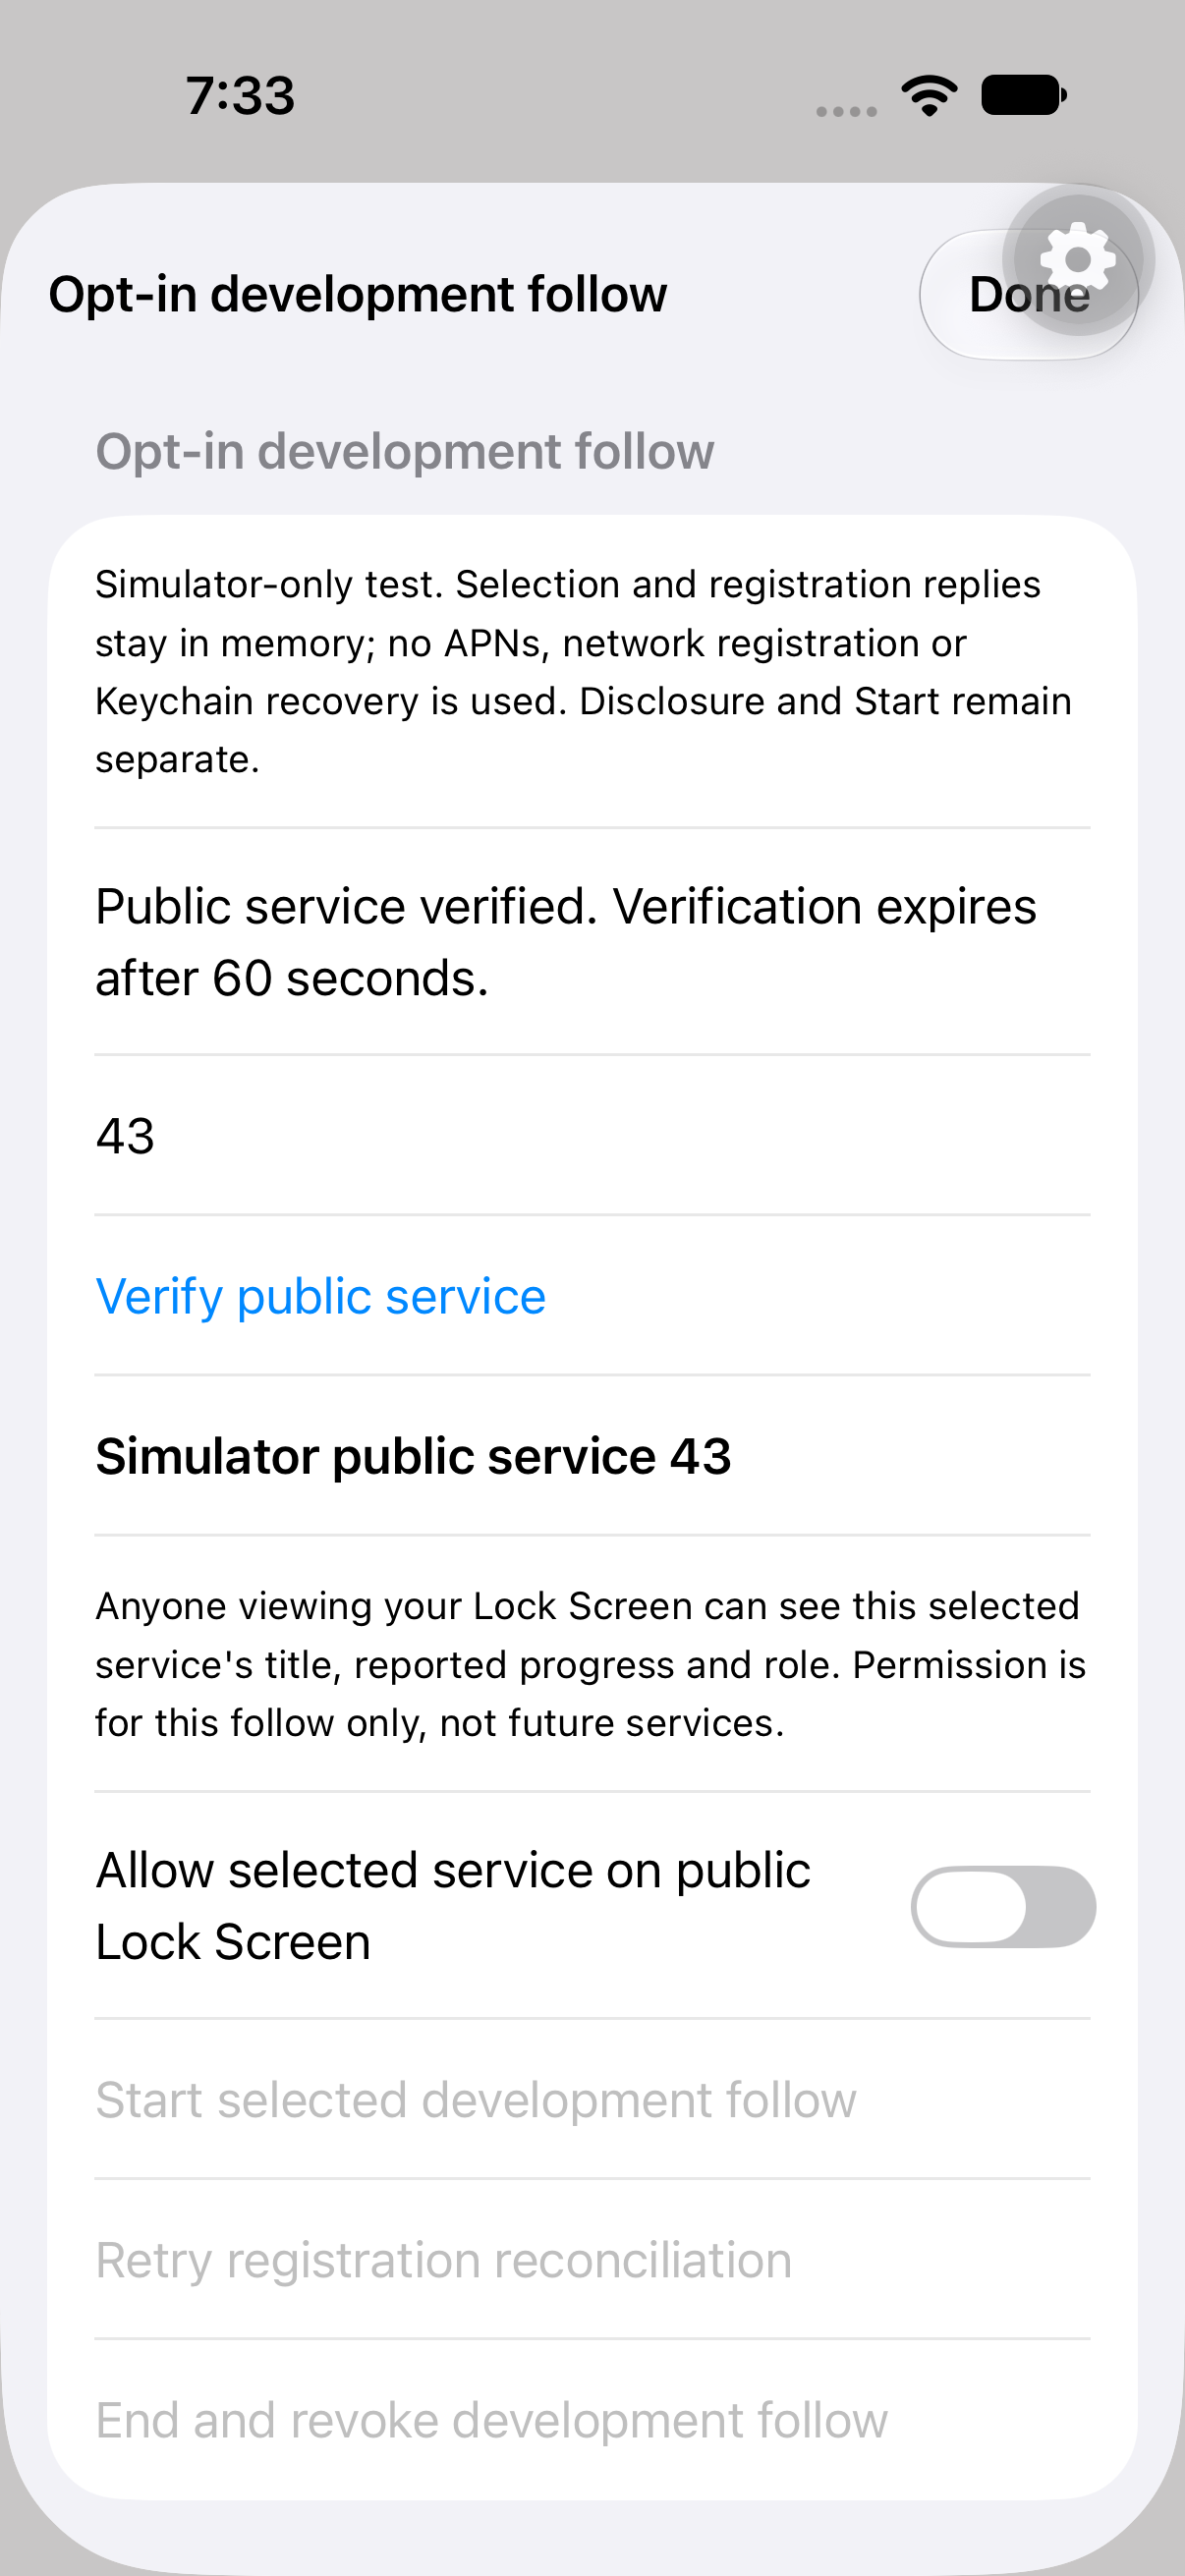 7:33
Opt-in development follow
Done
Opt-in development follow
Simulator-only test. Selection and registration replies
stay in memory; no APNs, network registration or
Keychain recovery is used. Disclosure and Start remain
separate.
Public service verified. Verification expires
after 60 seconds.
43
Verify public service
Simulator public service 43
Anyone viewing your Lock Screen can see this selected
service's title, reported progress and role. Permission is
for this follow only, not future services.
Allow selected service on public
Lock Screen
Start selected development follow
Retry registration reconciliation
End and revoke development follow